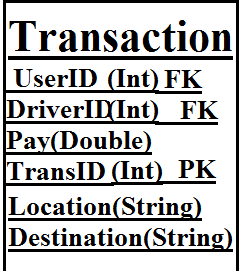 Transaction
UserID (Int) FK
DriverID(Int) FK
Pay(Double)
TransID (Int) PK
Location(String)
Destination(String)